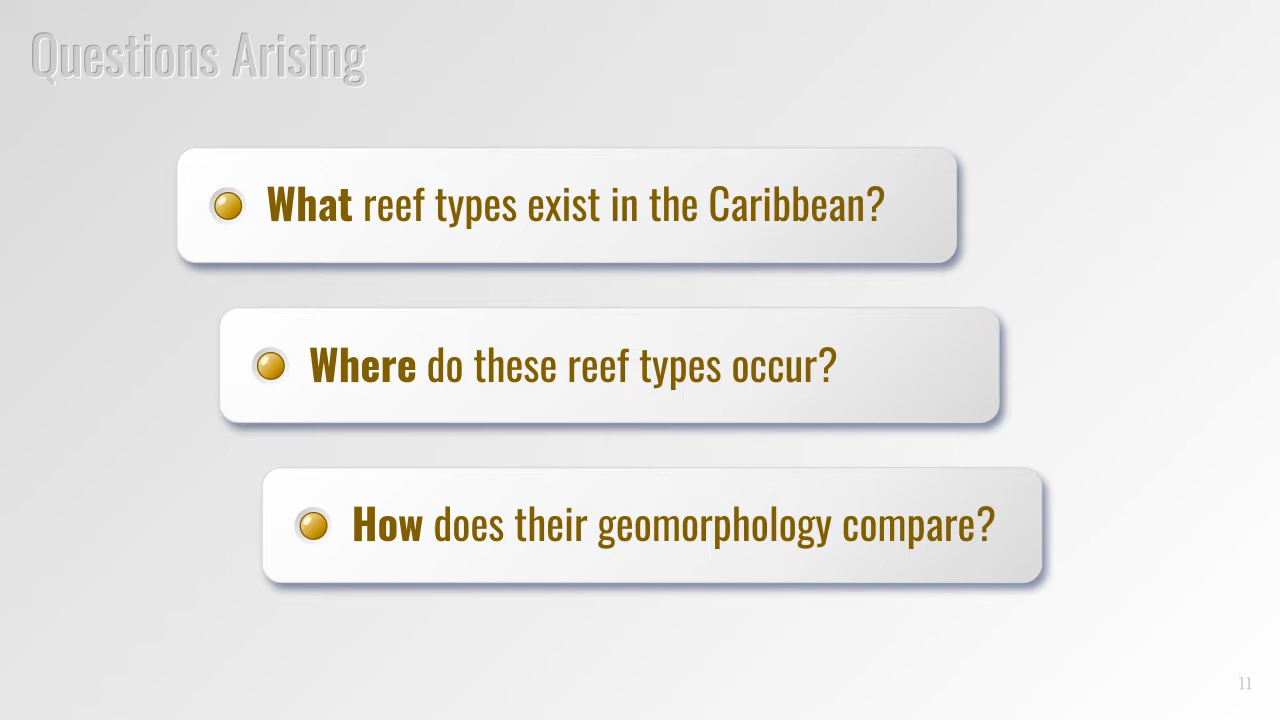 Questions Arising
What reef types exist in the Caribbean?
Where do these reef types occur?
How does their geomorphology compare?
11